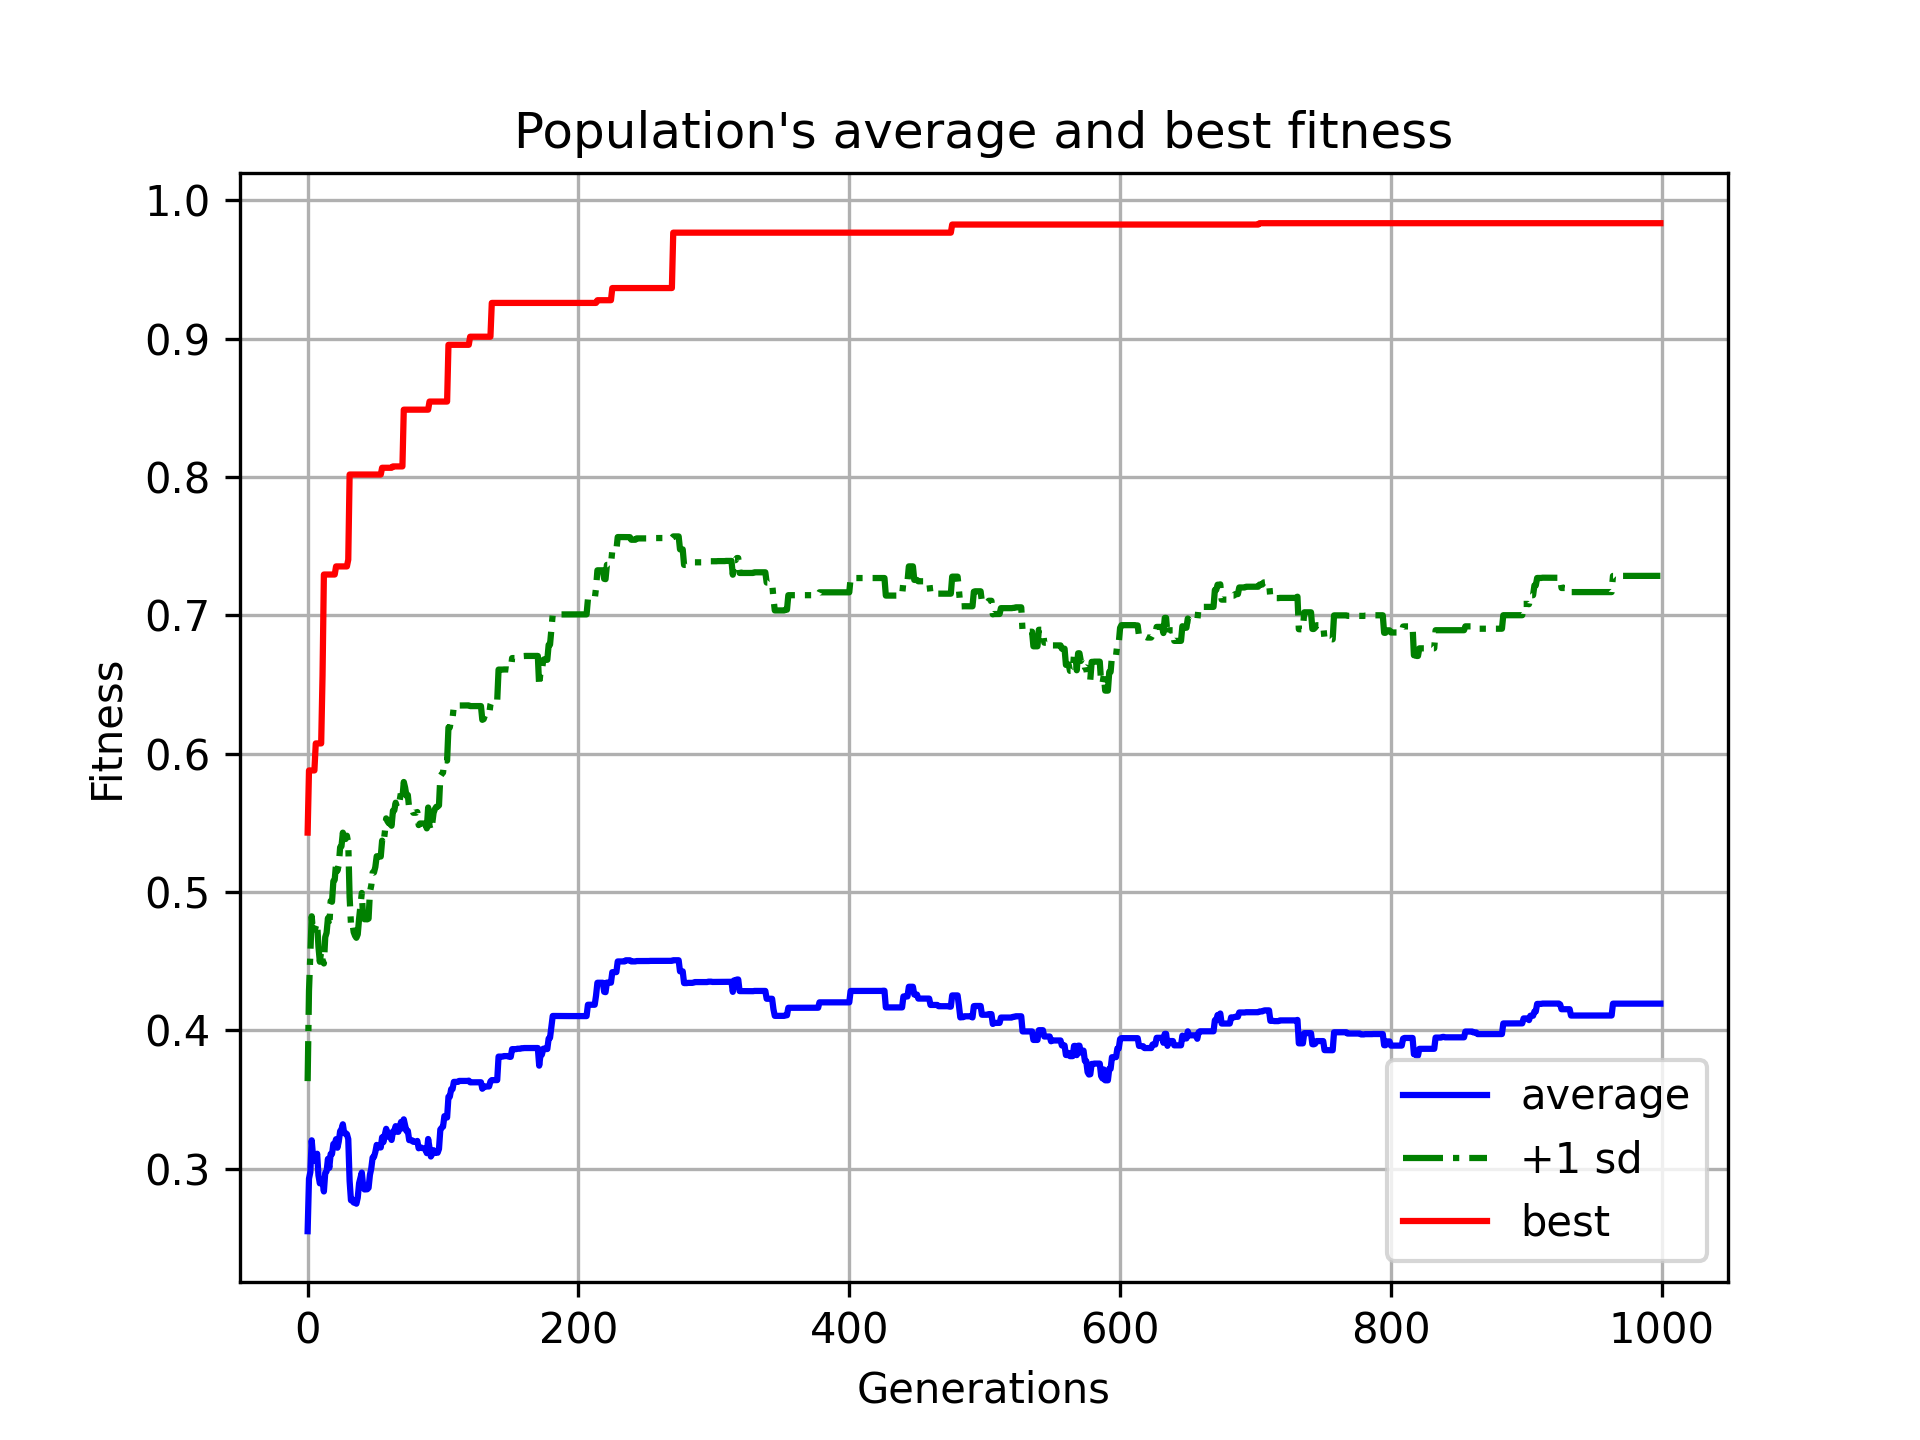 Population's average and best fitness
1.0
0.9
0.8
0.7
0.6
0.5
0.4
0.3
Fitness
0 200 400 600 800 1000
Generations
average
+1 sd
best